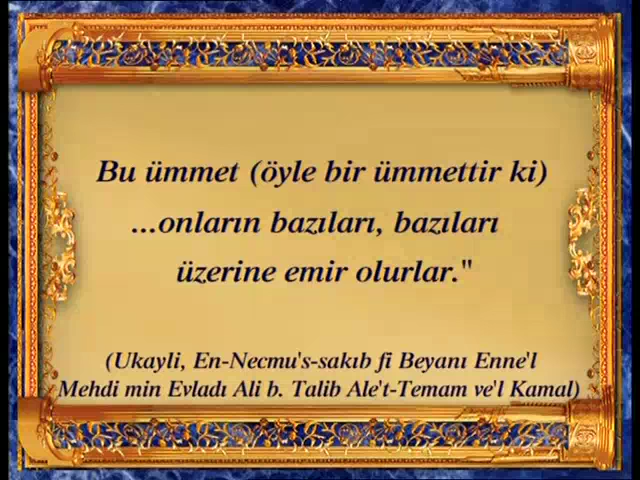 Bu ümmet (öyle bir ümmettir ki)
...onların bazıları, bazıları
üzerine emir olurlar."
(Ukayli, En-Necmu's-sakıb fi Beyanı Enne'l
Mehdi min Evladı Ali b. Talib Ale't-Temam ve'l Kamal)